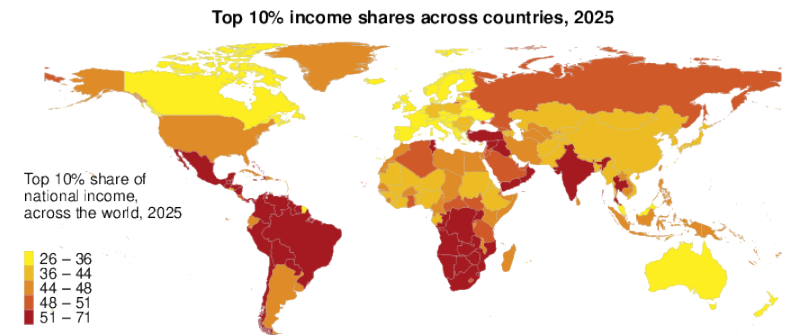 Top 10% income shares across countries, 2025
Top 10% share of
national income,
across the world, 2025
26 – 36
36 – 44
44 – 48
48 – 51
51 – 71